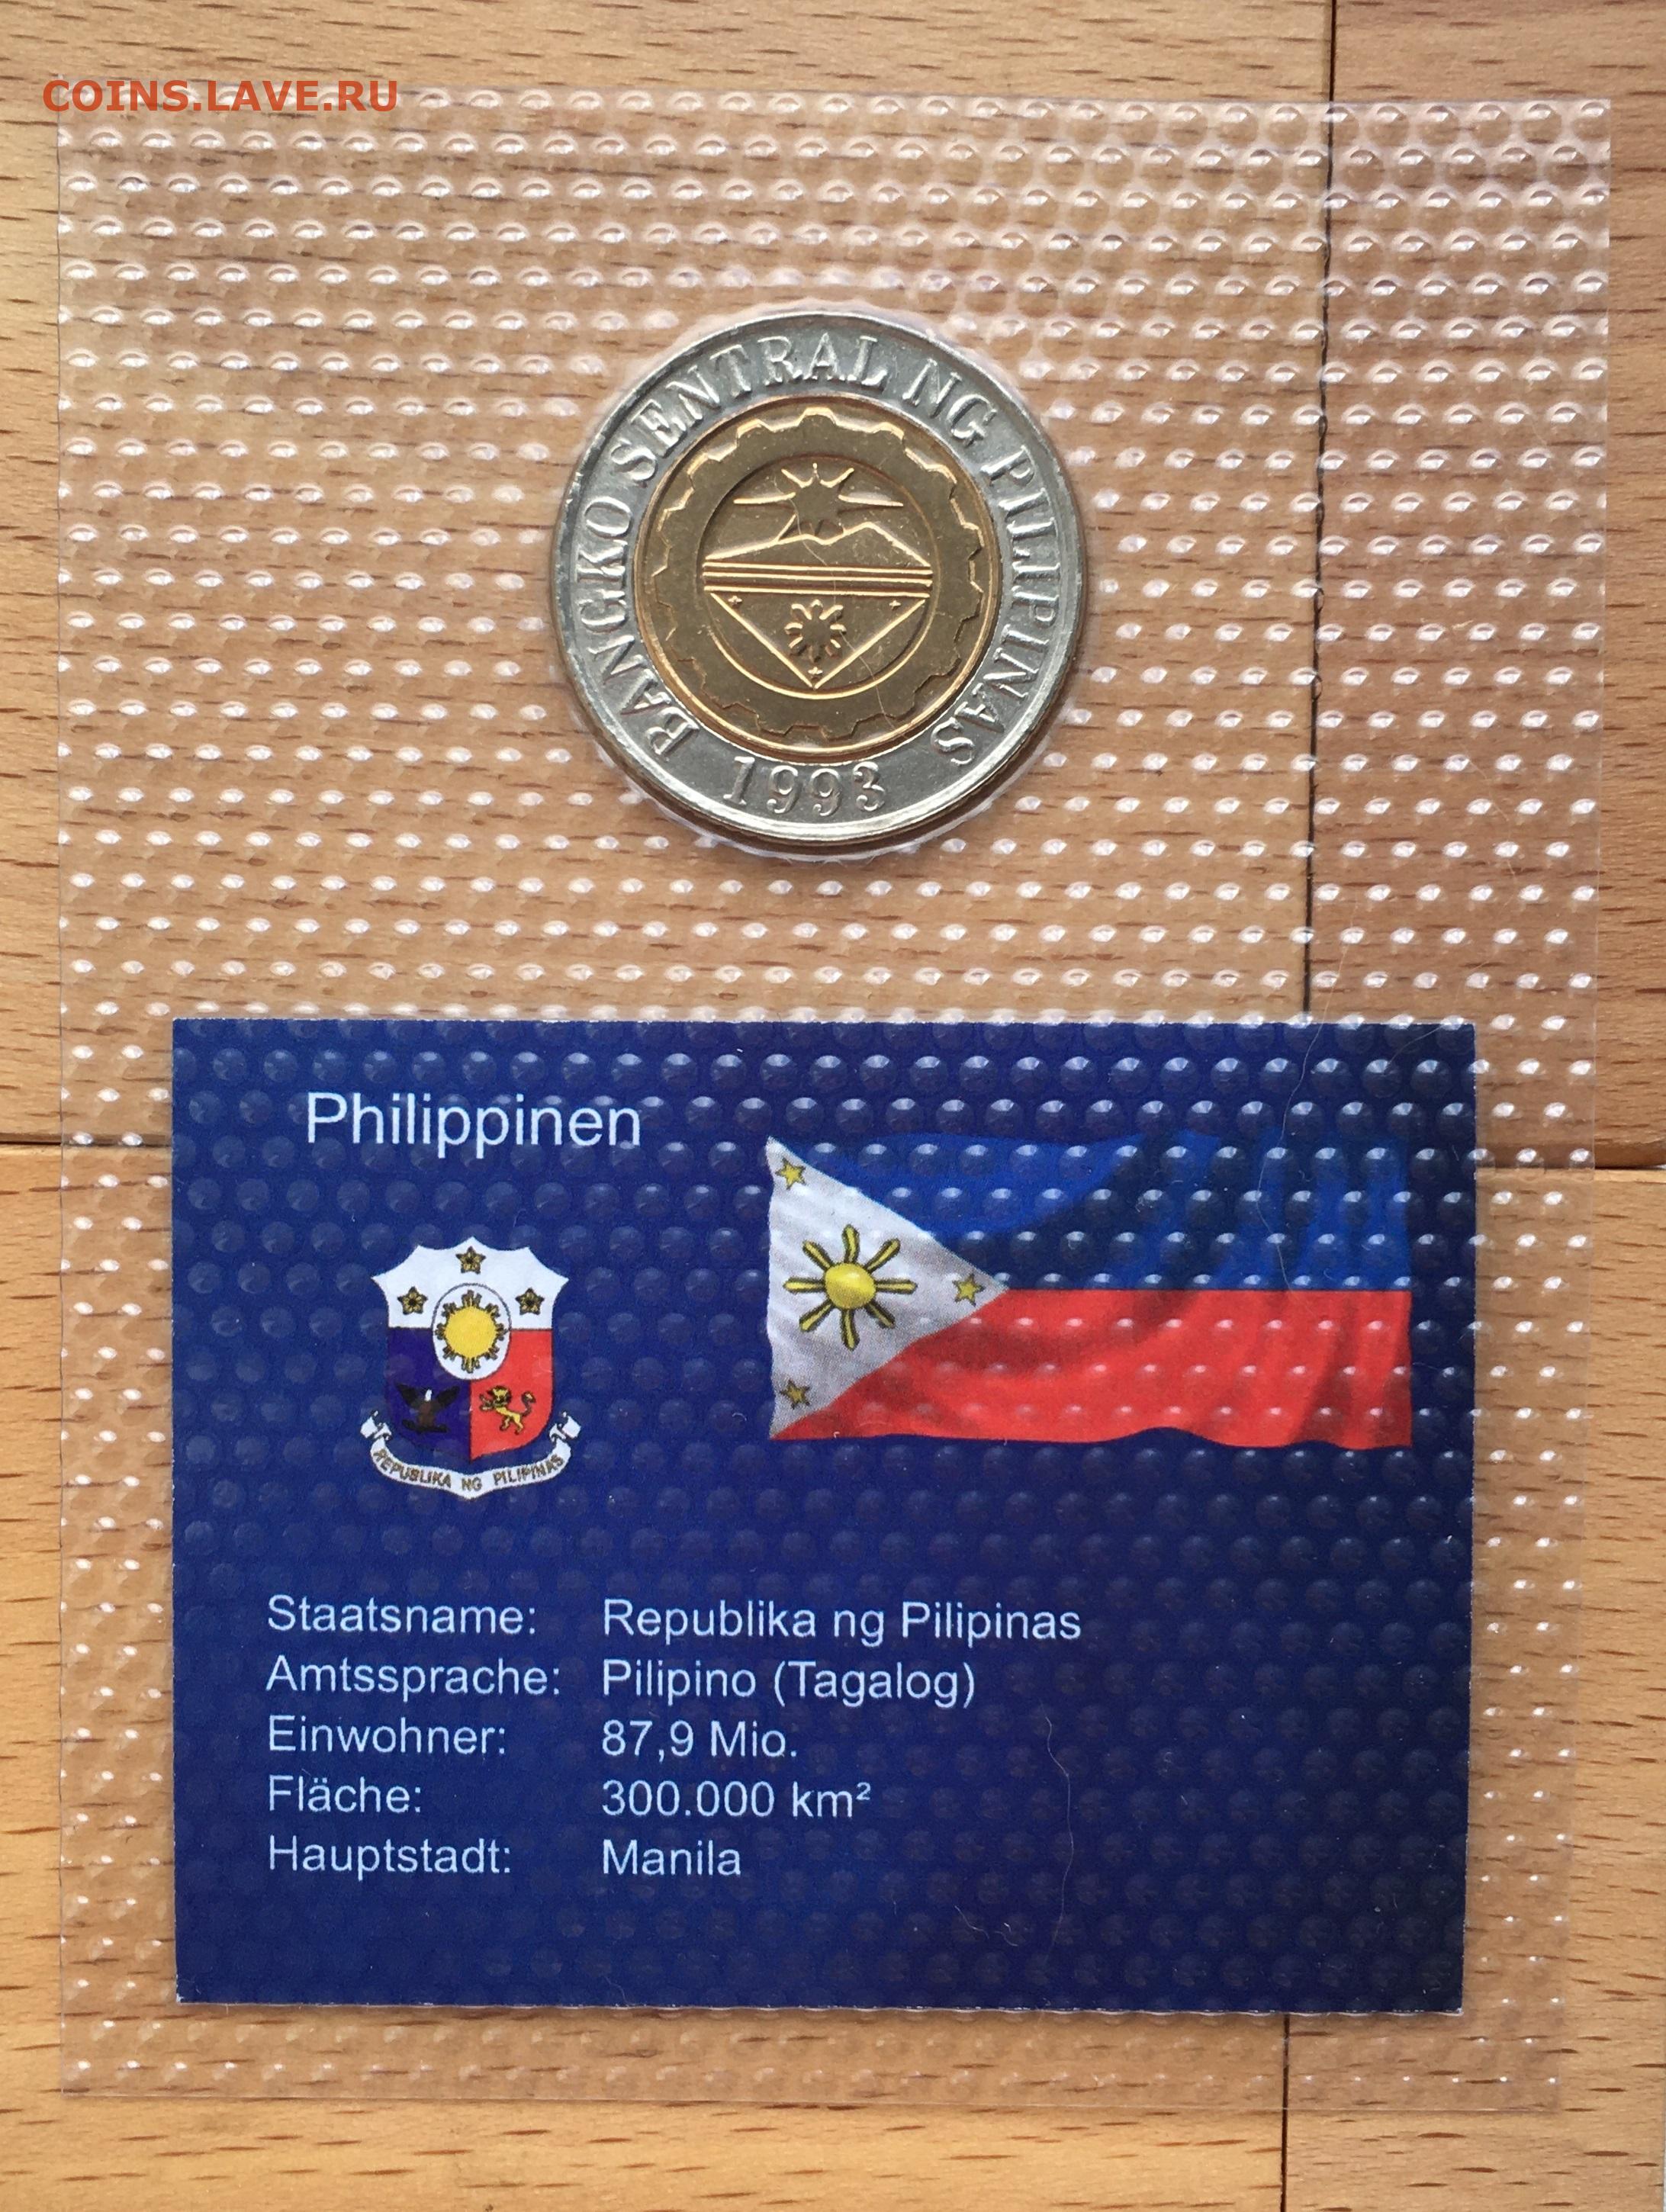 COINS.LAVE.RU
BANGKO SENTRAL NG PILIPINAS
1993
Philippinen
REPUBLIKA NG PILIPINAS
Staatsname: Republika ng Pilipinas
Amtssprache: Pilipino (Tagalog)
Einwohner: 87,9 Mio.
Fläche: 300.000 km²
Hauptstadt: Manila